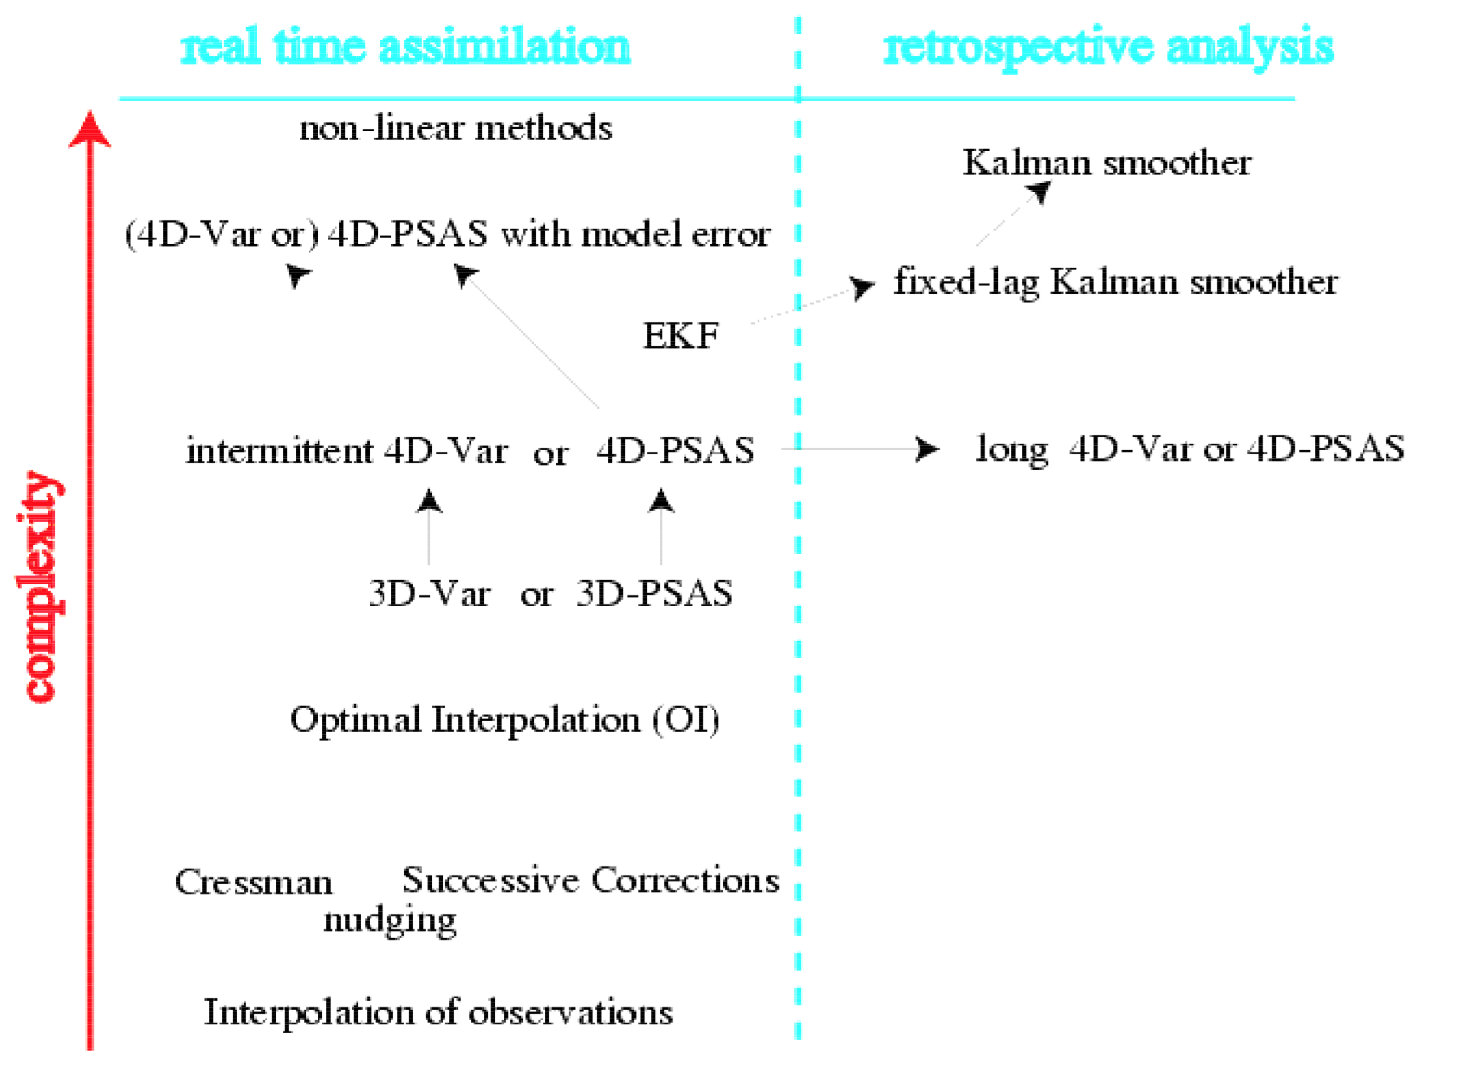 real time assimilation
retrospective analysis
non-linear methods
Kalman smoother
(4D-Var or) 4D-PSAS with model error
fixed-lag Kalman smoother
EKF
intermittent 4D-Var or 4D-PSAS
long 4D-Var or 4D-PSAS
complexity
3D-Var or 3D-PSAS
Optimal Interpolation (OI)
Cressman
Successive Corrections
nudging
Interpolation of observations